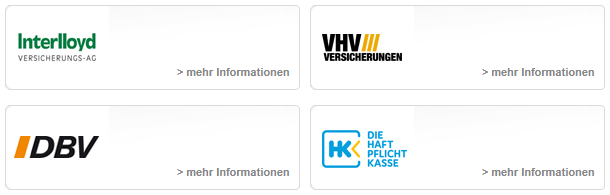 Interlloyd
VERSICHERUNGS-AG
> mehr Informationen
VHV
VERSICHERUNGEN
> mehr Informationen
DBV
> mehr Informationen
HK
DIE
HAFT
PFLICHT
KASSE
> mehr Informationen